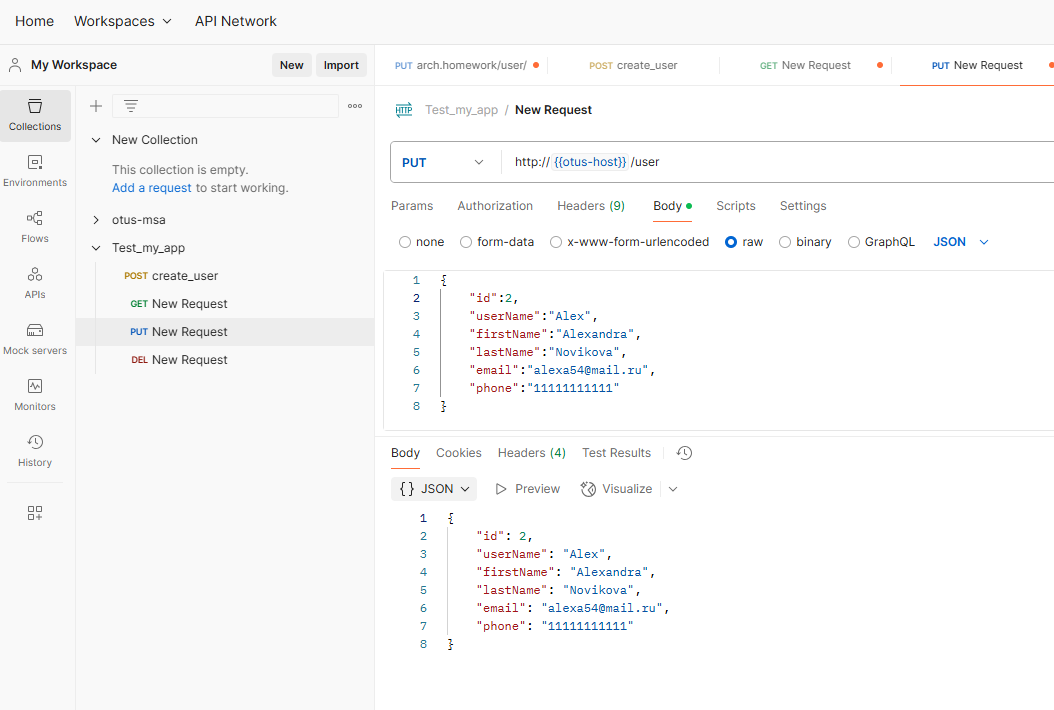 Home Workspaces API Network
My Workspace New Import
PUT arch.homework/user/ POST create_user GET New Request PUT New Request
Collections
Environments
Flows
APIs
Mock servers
Monitors
History
New Collection
This collection is empty.
Add a request to start working.
otus-msa
Test_my_app
POST create_user
GET New Request
PUT New Request
DEL New Request
HTTP Test_my_app / New Request
PUT http:// {{otus-host}} /user
Params Authorization Headers (9) Body Scripts Settings
none form-data x-www-form-urlencoded raw binary GraphQL JSON
1 {
2 "id":2,
3 "userName":"Alex",
4 "firstName":"Alexandra",
5 "lastName":"Novikova",
6 "email":"alexa54@mail.ru",
7 "phone":"11111111111"
8 }
Body Cookies Headers (4) Test Results
{} JSON Preview Visualize
1 {
2 "id": 2,
3 "userName": "Alex",
4 "firstName": "Alexandra",
5 "lastName": "Novikova",
6 "email": "alexa54@mail.ru",
7 "phone": "11111111111"
8 }